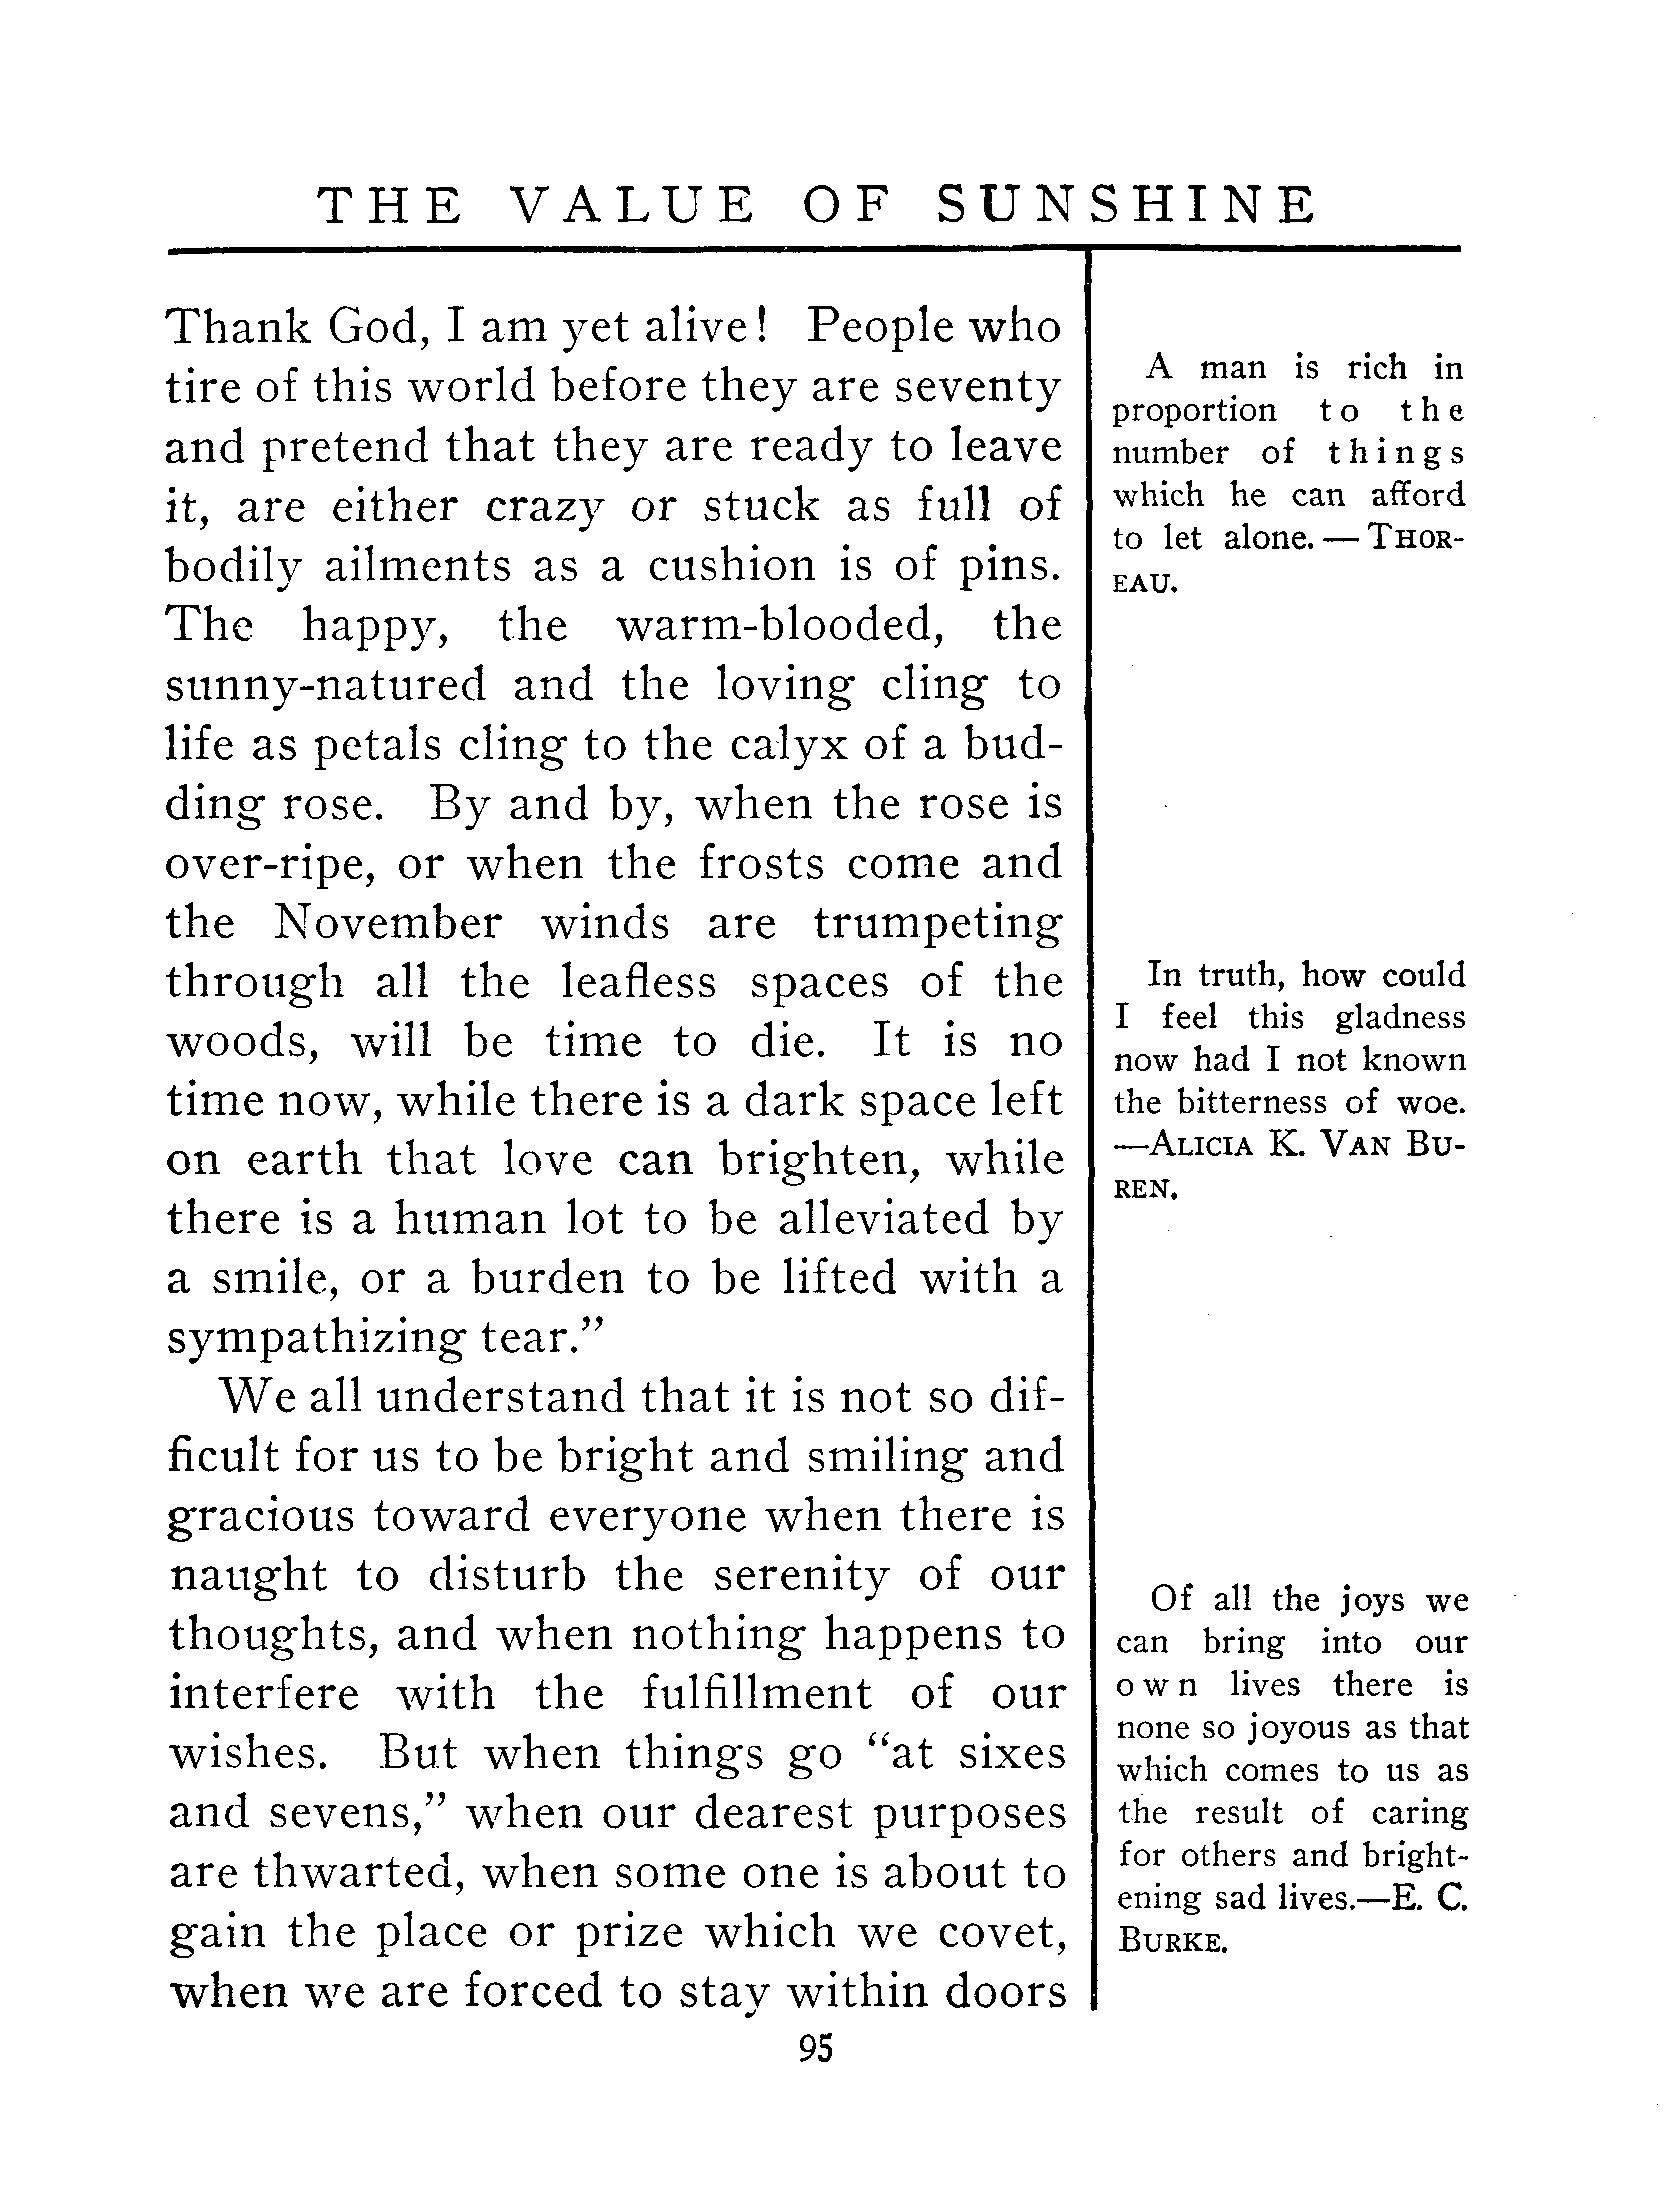 THE VALUE OF SUNSHINE
Thank God, I am yet alive! People who
tire of this world before they are seventy
and pretend that they are ready to leave
it, are either crazy or stuck as full of
bodily ailments as a cushion is of pins.
The happy, the warm-blooded, the
sunny-natured and the loving cling to
life as petals cling to the calyx of a bud-
ding rose. By and by, when the rose is
over-ripe, or when the frosts come and
the November winds are trumpeting
through all the leafless spaces of the
woods, will be time to die. It is no
time now, while there is a dark space left
on earth that love can brighten, while
there is a human lot to be alleviated by
a smile, or a burden to be lifted with a
sympathizing tear.”
We all understand that it is not so dif-
ficult for us to be bright and smiling and
gracious toward everyone when there is
naught to disturb the serenity of our
thoughts, and when nothing happens to
interfere with the fulfillment of our
wishes. But when things go “at sixes
and sevens,” when our dearest purposes
are thwarted, when some one is about to
gain the place or prize which we covet,
when we are forced to stay within doors
A man is rich in
proportion to the
number of things
which he can afford
to let alone.—THOR-
EAU.
In truth, how could
I feel this gladness
now had I not known
the bitterness of woe.
—ALICIA K. VAN BU-
REN.
Of all the joys we
can bring into our
own lives there is
none so joyous as that
which comes to us as
the result of caring
for others and bright-
ening sad lives.—E. C.
BURKE.
95